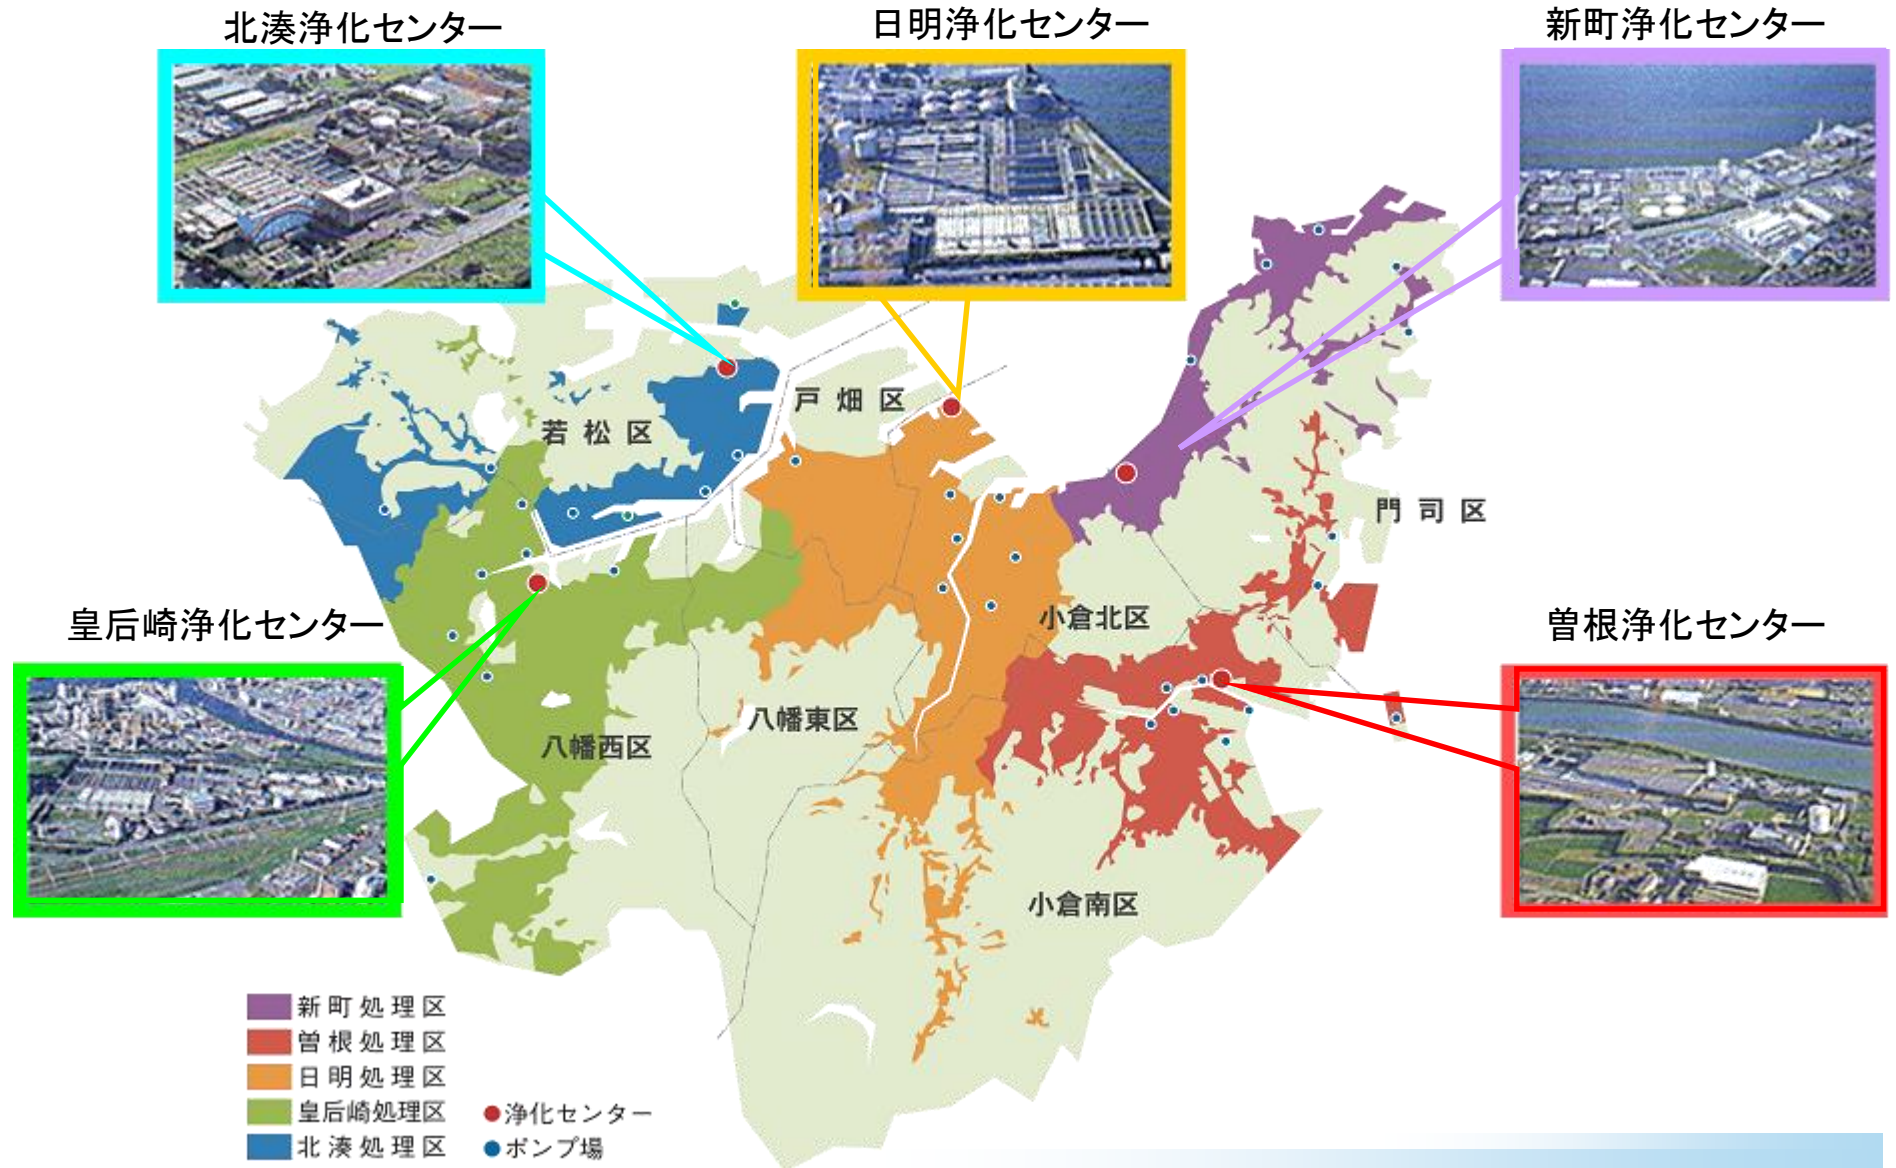 北湊浄化センター
日明浄化センター
新町浄化センター
戸畑区
若松区
門司区
皇后崎浄化センター
小倉北区
曽根浄化センター
八幡東区
八幡西区
小倉南区
新町処理区
曽根処理区
日明処理区
皇后崎処理区
北湊処理区
浄化センター
ポンプ場